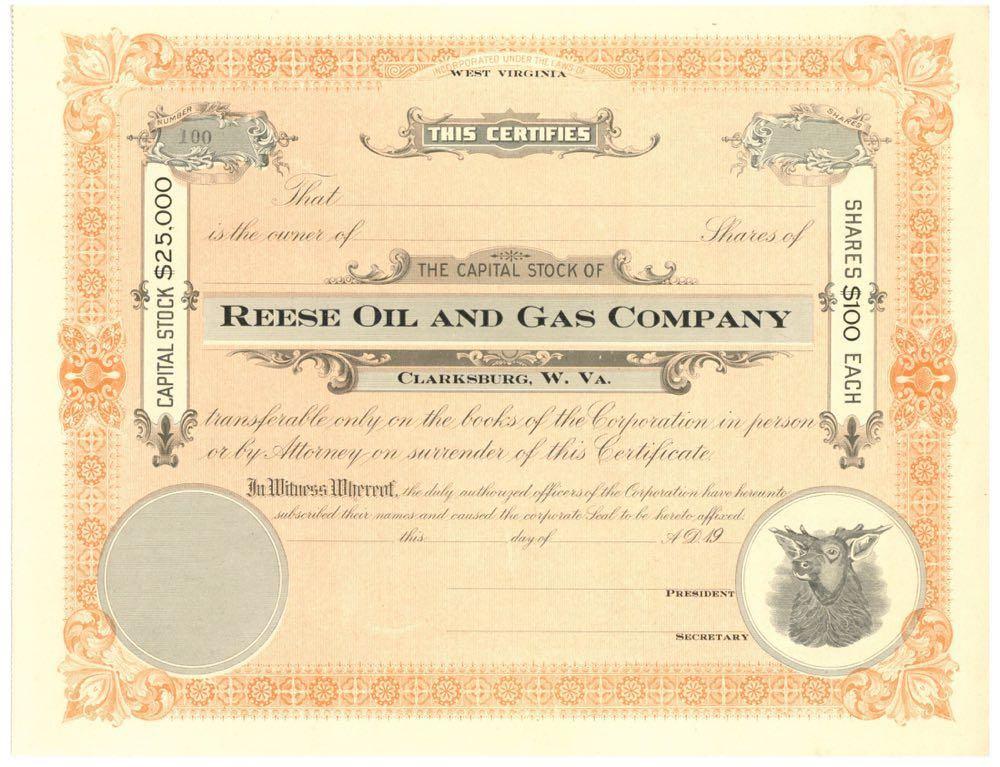 INCORPORATED UNDER THE LAWS OF
WEST VIRGINIA
NUMBER
100
THIS CERTIFIES
SHARES
That
is the owner of Shares of
CAPITAL STOCK $25,000
THE CAPITAL STOCK OF
SHARES $100 EACH
REESE OIL AND GAS COMPANY
CLARKSBURG, W. VA.
transferable only on the books of the Corporation in person
or by Attorney on surrender of this Certificate.
In Witness Whereof, the duly authorized officers of the Corporation have hereunto
subscribed their names and caused the corporate Seal to be hereto affixed.
this day of A.D. 19
PRESIDENT
SECRETARY